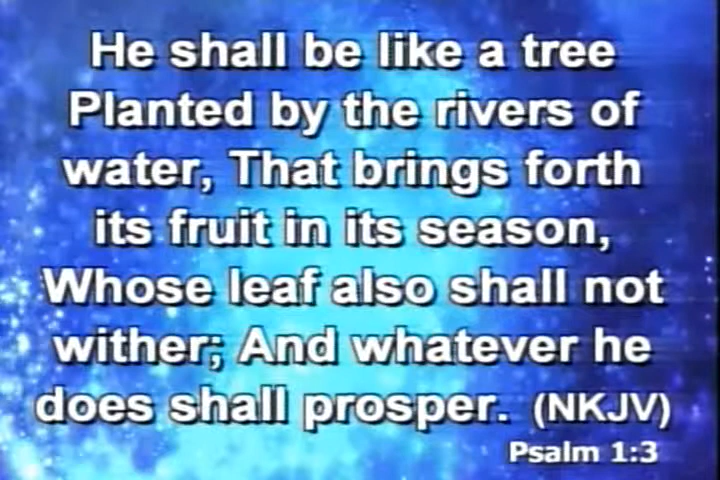 He shall be like a tree
Planted by the rivers of
water, That brings forth
its fruit in its season,
Whose leaf also shall not
wither; And whatever he
does shall prosper. (NKJV)
Psalm 1:3